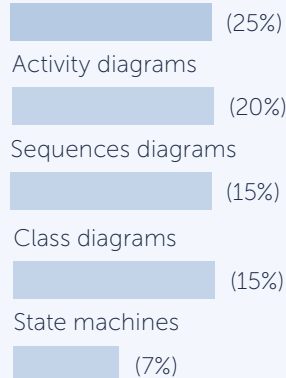 (25%)
Activity diagrams
(20%)
Sequences diagrams
(15%)
Class diagrams
(15%)
State machines
(7%)